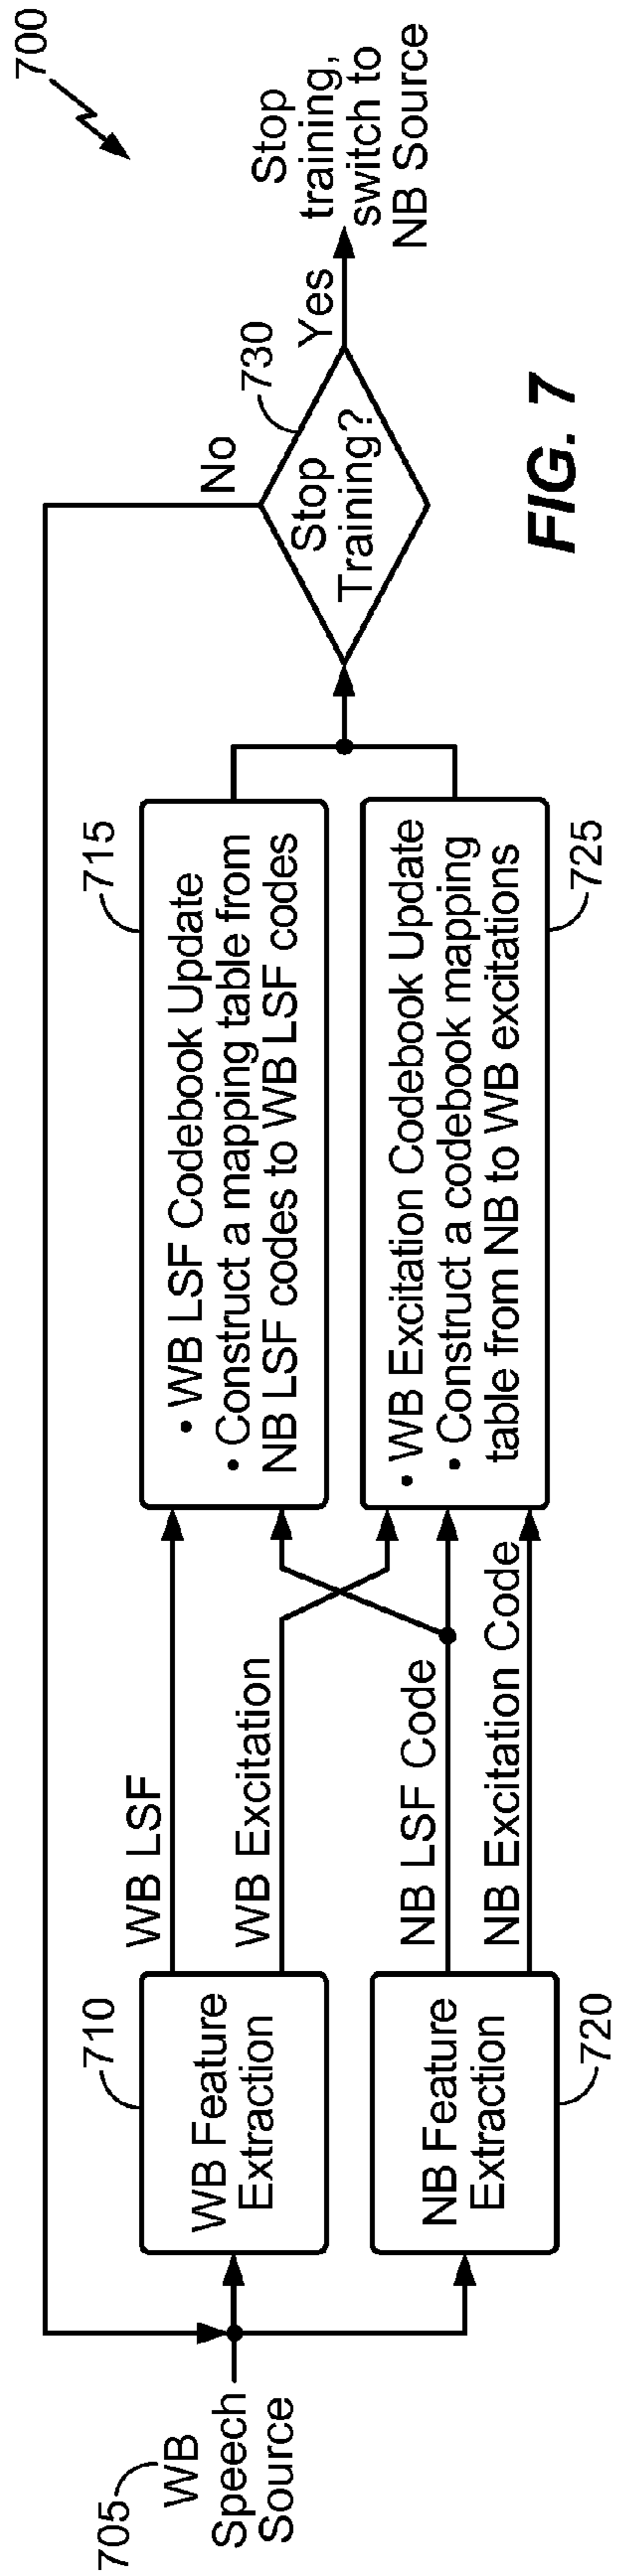 700
705
WB
Speech
Source
710
WB Feature
Extraction
NB Feature
Extraction
720
WB LSF
WB Excitation
NB LSF Code
NB Excitation Code
715
• WB LSF Codebook Update
• Construct a mapping table from
NB LSF codes to WB LSF codes
• WB Excitation Codebook Update
• Construct a codebook mapping
table from NB to WB excitations
725
No
730
Stop
Training?
Yes
Stop
training,
switch to
NB Source
FIG. 7